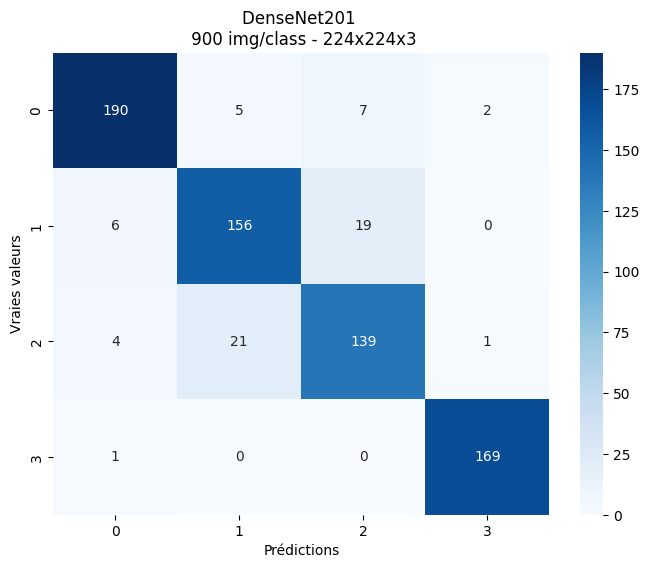 DenseNet201
900 img/class - 224x224x3
0 190 5 7 2
1 6 156 19 0
2 4 21 139 1
3 1 0 0 169
0 1 2 3
Prédictions
Vraies valeurs
175
150
125
100
75
50
25
0